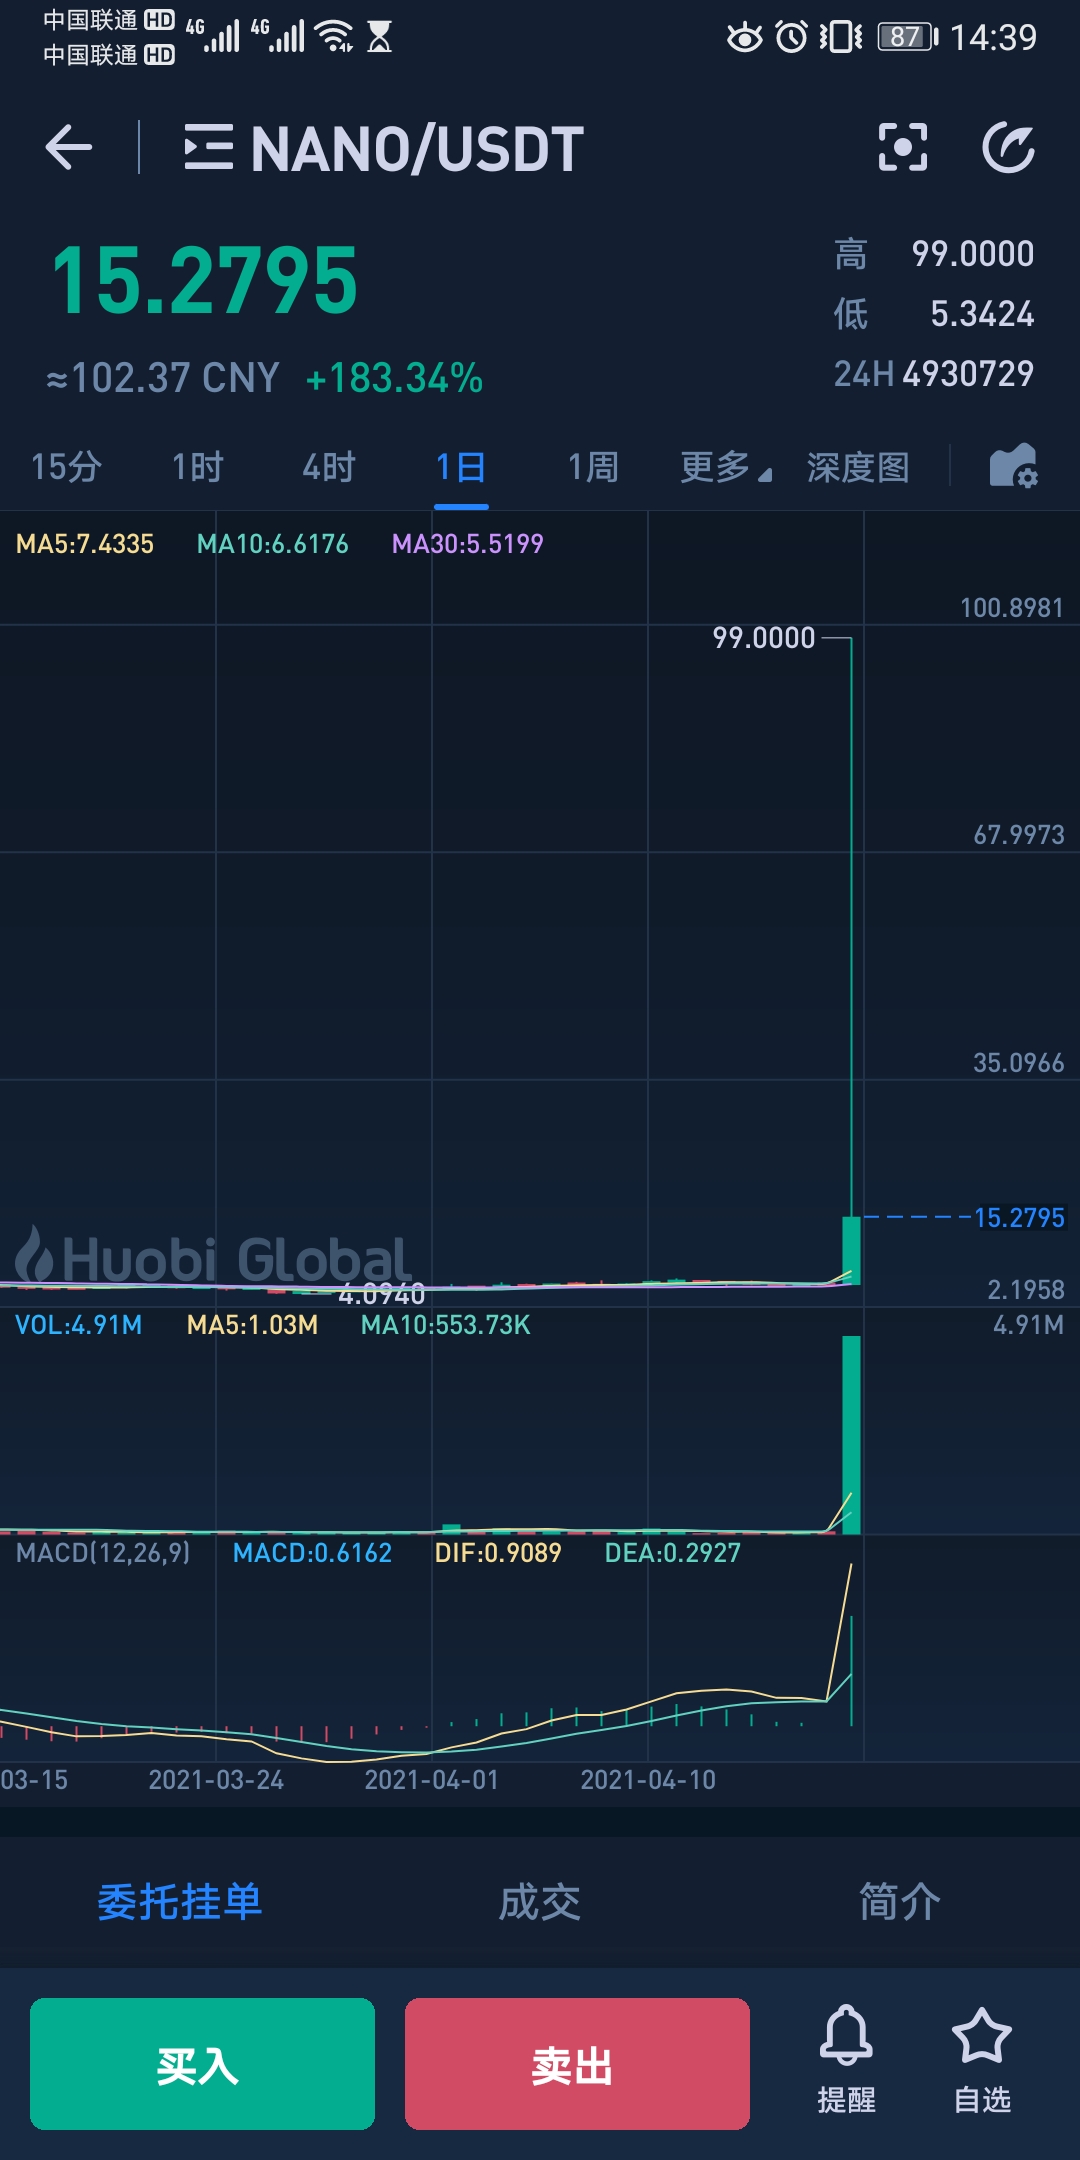 中国联通 HD 4G 4G 87 14:39
中国联通 HD
NANO/USDT
15.2795
高 99.0000
低 5.3424
≈102.37 CNY +183.34%
24H 4930729
15分 1时 4时 1日 1周 更多 深度图
MA5:7.4335 MA10:6.6176 MA30:5.5199
100.8981
99.0000
67.9973
35.0966
15.2795
Huobi Global
4.0940
2.1958
VOL:4.91M MA5:1.03M MA10:553.73K 4.91M
MACD(12,26,9) MACD:0.6162 DIF:0.9089 DEA:0.2927
03-15 2021-03-24 2021-04-01 2021-04-10
委托挂单 成交 简介
买入 卖出 提醒 自选